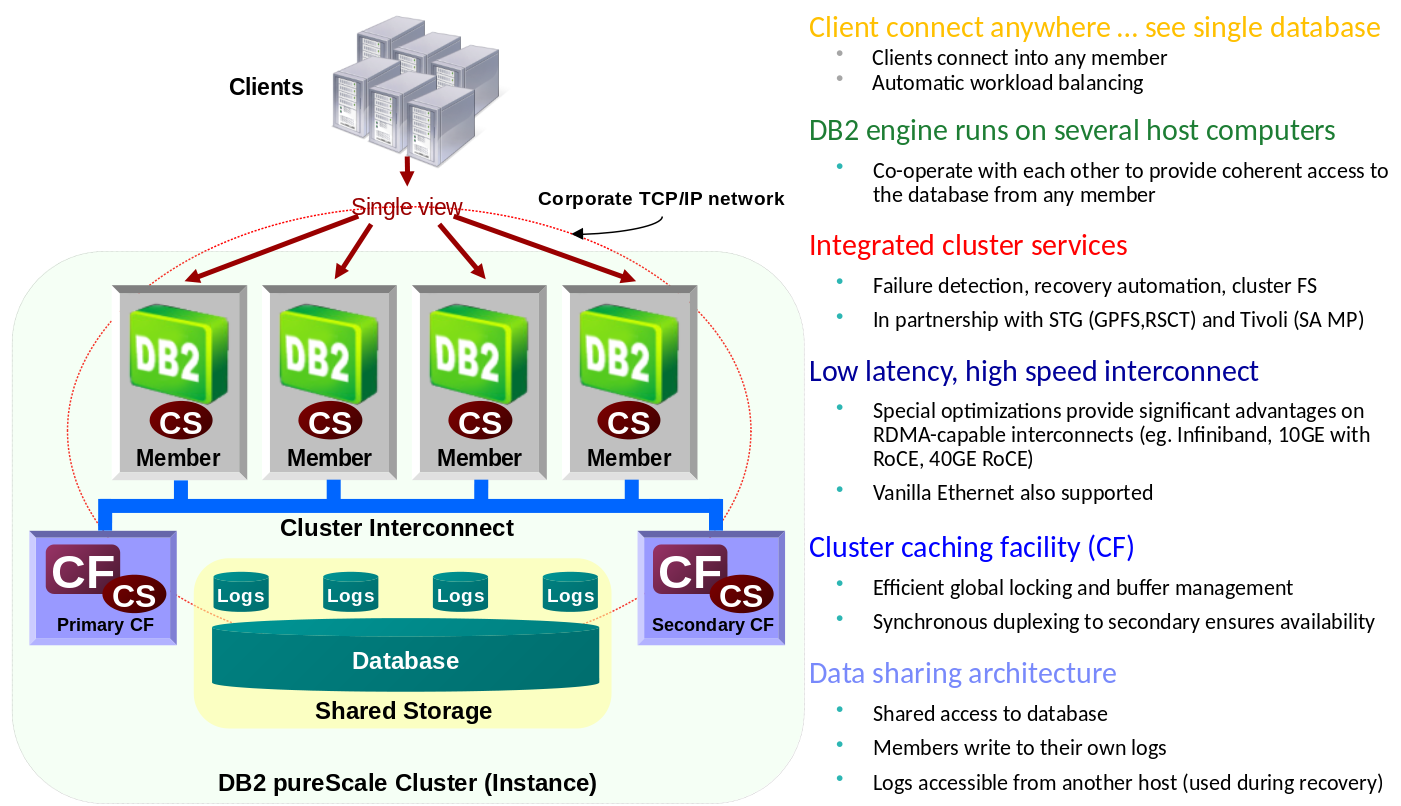 Clients
Single view
Corporate TCP/IP network
DB2
DB2
DB2
DB2
CS
CS
CS
CS
Member
Member
Member
Member
Cluster Interconnect
CF
CS
Primary CF
CF
CS
Secondary CF
Logs
Logs
Logs
Logs
Database
Shared Storage
DB2 pureScale Cluster (Instance)
Client connect anywhere … see single database
• Clients connect into any member
• Automatic workload balancing
DB2 engine runs on several host computers
• Co-operate with each other to provide coherent access to
the database from any member
Integrated cluster services
• Failure detection, recovery automation, cluster FS
• In partnership with STG (GPFS,RSCT) and Tivoli (SA MP)
Low latency, high speed interconnect
• Special optimizations provide significant advantages on
RDMA-capable interconnects (eg. Infiniband, 10GE with
RoCE, 40GE RoCE)
• Vanilla Ethernet also supported
Cluster caching facility (CF)
• Efficient global locking and buffer management
• Synchronous duplexing to secondary ensures availability
Data sharing architecture
• Shared access to database
• Members write to their own logs
• Logs accessible from another host (used during recovery)